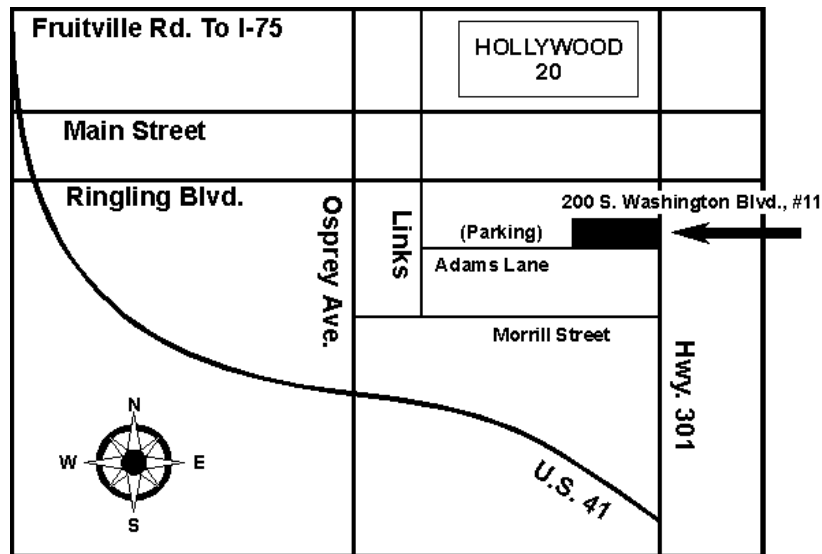 Fruitville Rd. To I-75
HOLLYWOOD
20
Main Street
Ringling Blvd.
200 S. Washington Blvd., #11
Osprey Ave.
Links
(Parking)
Adams Lane
Morrill Street
Hwy. 301
U.S. 41
N
W
E
S